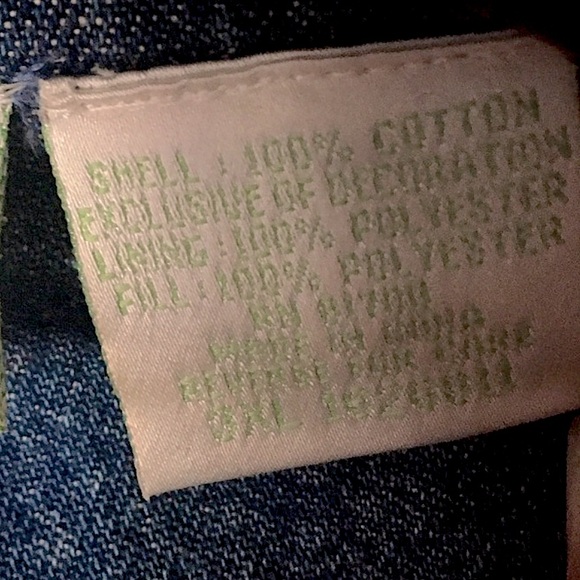 SHELL : 100% COTTON
EXCLUSIVE OF DECORATION
LINING : 100% POLYESTER
FILL : 100% POLYESTER
RN
MADE IN CHINA
REVERSE FOR CARE